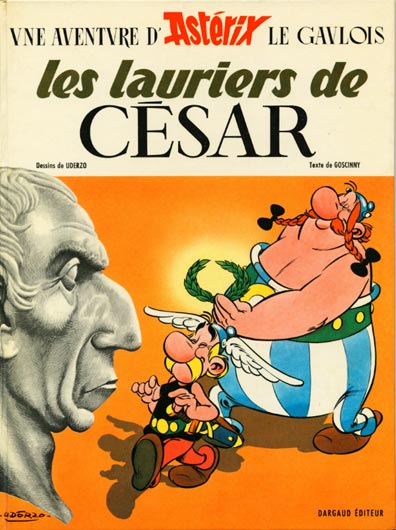 VNE AVENTVRE D'Astérix LE GAVLOIS
les lauriers de
CÉSAR
Dessins de UDERZO
Texte de GOSCINNY
UDERZO-
DARGAUD ÉDITEUR